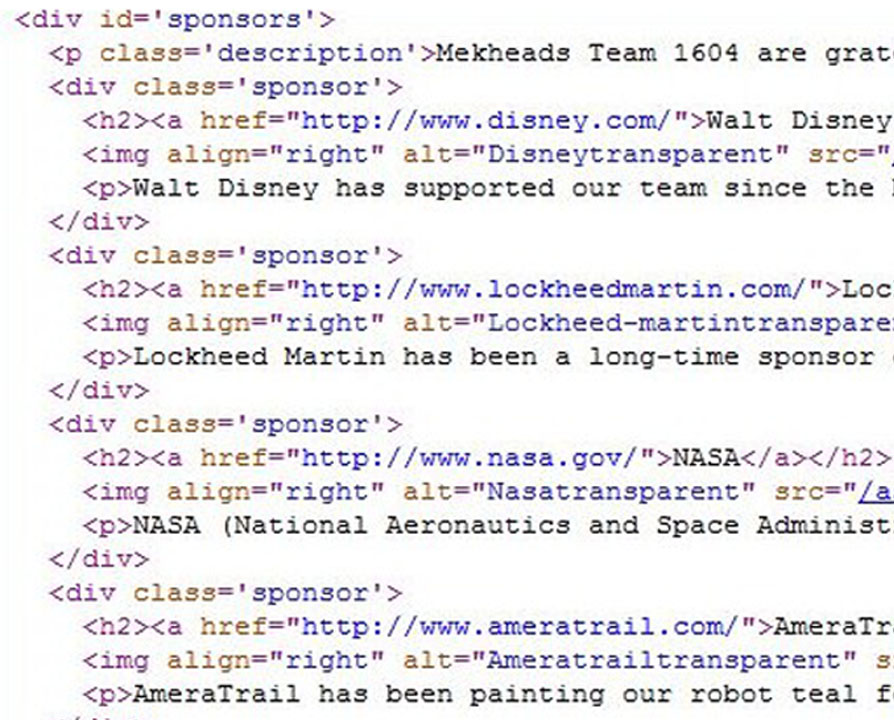 <div id='sponsors'>
<p class='description'>Mekheads Team 1604 are
<div class='sponsor'>
<h2><a href="http://www.disney.com/">Walt Disney
<img align="right" alt="Disneytransparent" src="
<p>Walt Disney has supported our team since the
</div>
<div class='sponsor'>
<h2><a href="http://www.lockheedmartin.com/">
<img align="right" alt="Lockheed-martintranspare
<p>Lockheed Martin has been a long-time sponsor
</div>
<div class='sponsor'>
<h2><a href="http://www.nasa.gov/">NASA</a></h2>
<img align="right" alt="Nasatransparent" src="/a
<p>NASA (National Aeronautics and Space Administ
</div>
<div class='sponsor'>
<h2><a href="http://www.ameratrail.com/">AmeraTr
<img align="right" alt="Ameratrailtransparent" s
<p>AmeraTrail has been painting our robot teal f